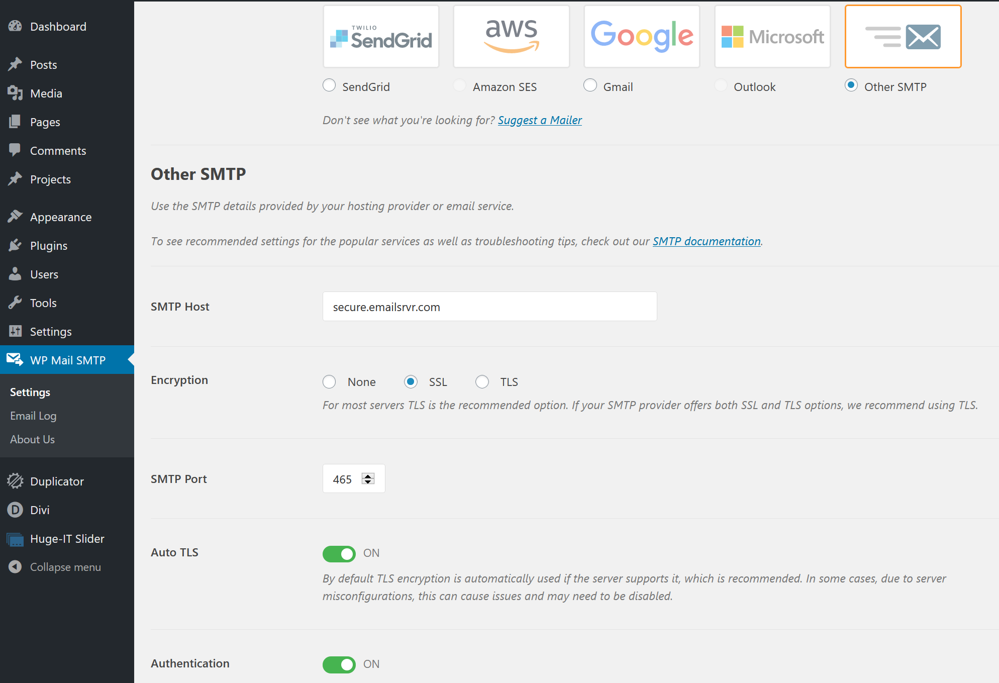 Dashboard
Posts
Media
Pages
Comments
Projects
Appearance
Plugins
Users
Tools
Settings
WP Mail SMTP
Settings
Email Log
About Us
Duplicator
Divi
Huge-IT Slider
Collapse menu
TWILIO
SendGrid
aws
Google
Microsoft
SendGrid
Amazon SES
Gmail
Outlook
Other SMTP
Don't see what you're looking for? Suggest a Mailer
Other SMTP
Use the SMTP details provided by your hosting provider or email service.
To see recommended settings for the popular services as well as troubleshooting tips, check out our SMTP documentation.
SMTP Host
secure.emailsrvr.com
Encryption
None
SSL
TLS
For most servers TLS is the recommended option. If your SMTP provider offers both SSL and TLS options, we recommend using TLS.
SMTP Port
465
Auto TLS
ON
By default TLS encryption is automatically used if the server supports it, which is recommended. In some cases, due to server
misconfigurations, this can cause issues and may need to be disabled.
Authentication
ON